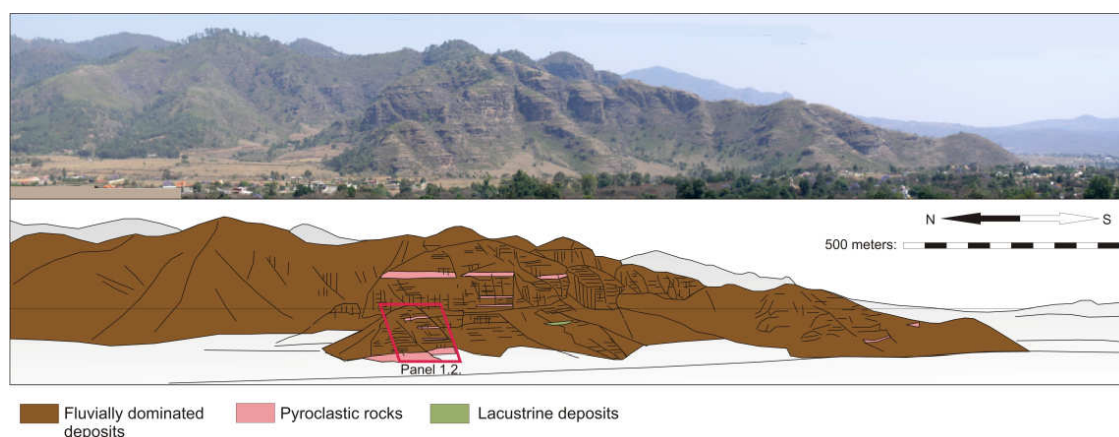 N S
500 meters:
Panel 1.2.
Fluvially dominated
deposits
Pyroclastic rocks
Lacustrine deposits